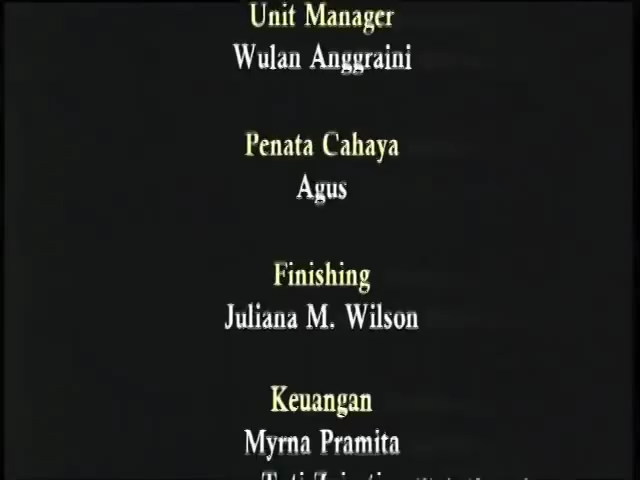 Unit Manager
Wulan Anggraini
Penata Cahaya
Agus
Finishing
Juliana M. Wilson
Keuangan
Myrna Pramita